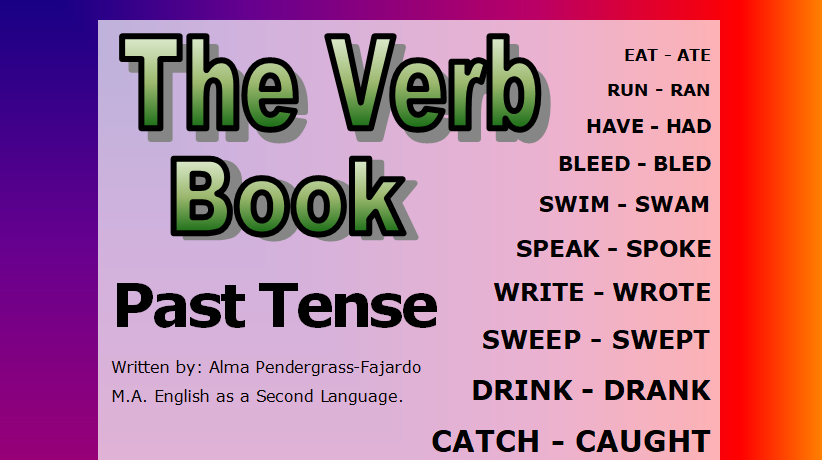 The Verb
Book
Past Tense
Written by: Alma Pendergrass-Fajardo
M.A. English as a Second Language.
EAT - ATE
RUN - RAN
HAVE - HAD
BLEED - BLED
SWIM - SWAM
SPEAK - SPOKE
WRITE - WROTE
SWEEP - SWEPT
DRINK - DRANK
CATCH - CAUGHT